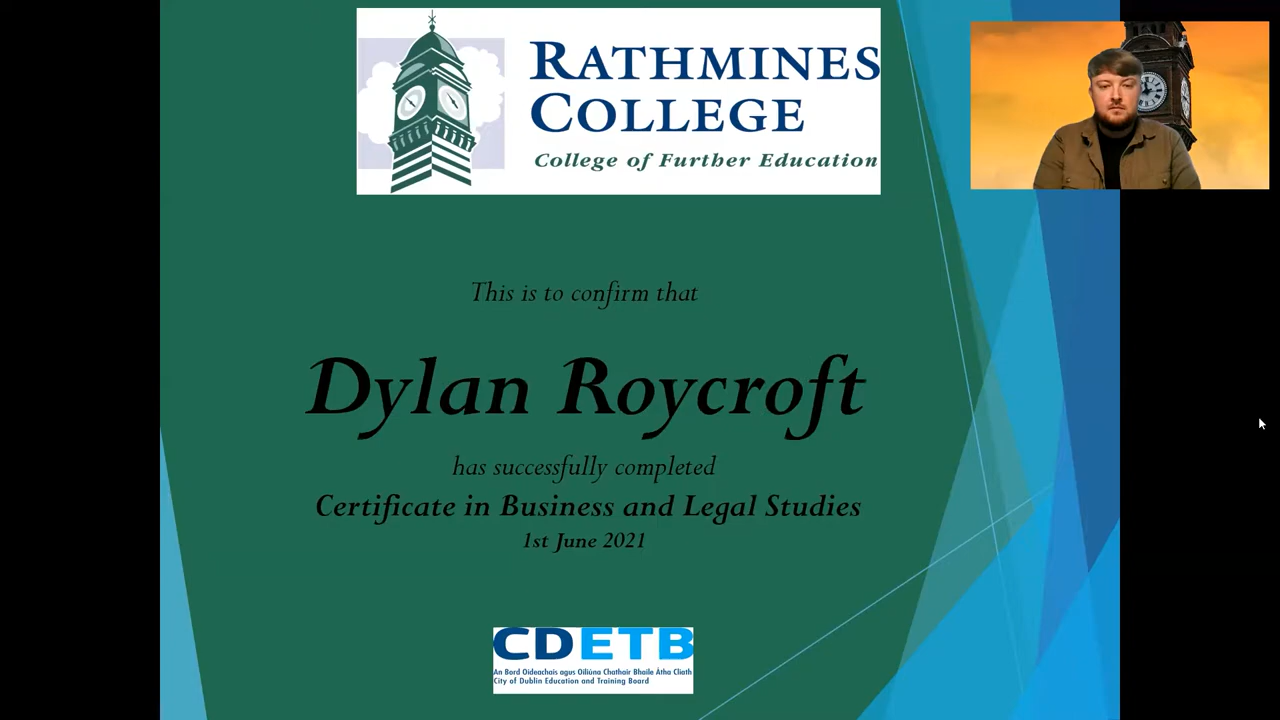 RATHMINES
COLLEGE
College of Further Education
This is to confirm that
Dylan Roycroft
has successfully completed
Certificate in Business and Legal Studies
1st June 2021
CDETB
An Bord Oideachais agus Oiliúna Chathair Bhaile Átha Cliath
City of Dublin Education and Training Board